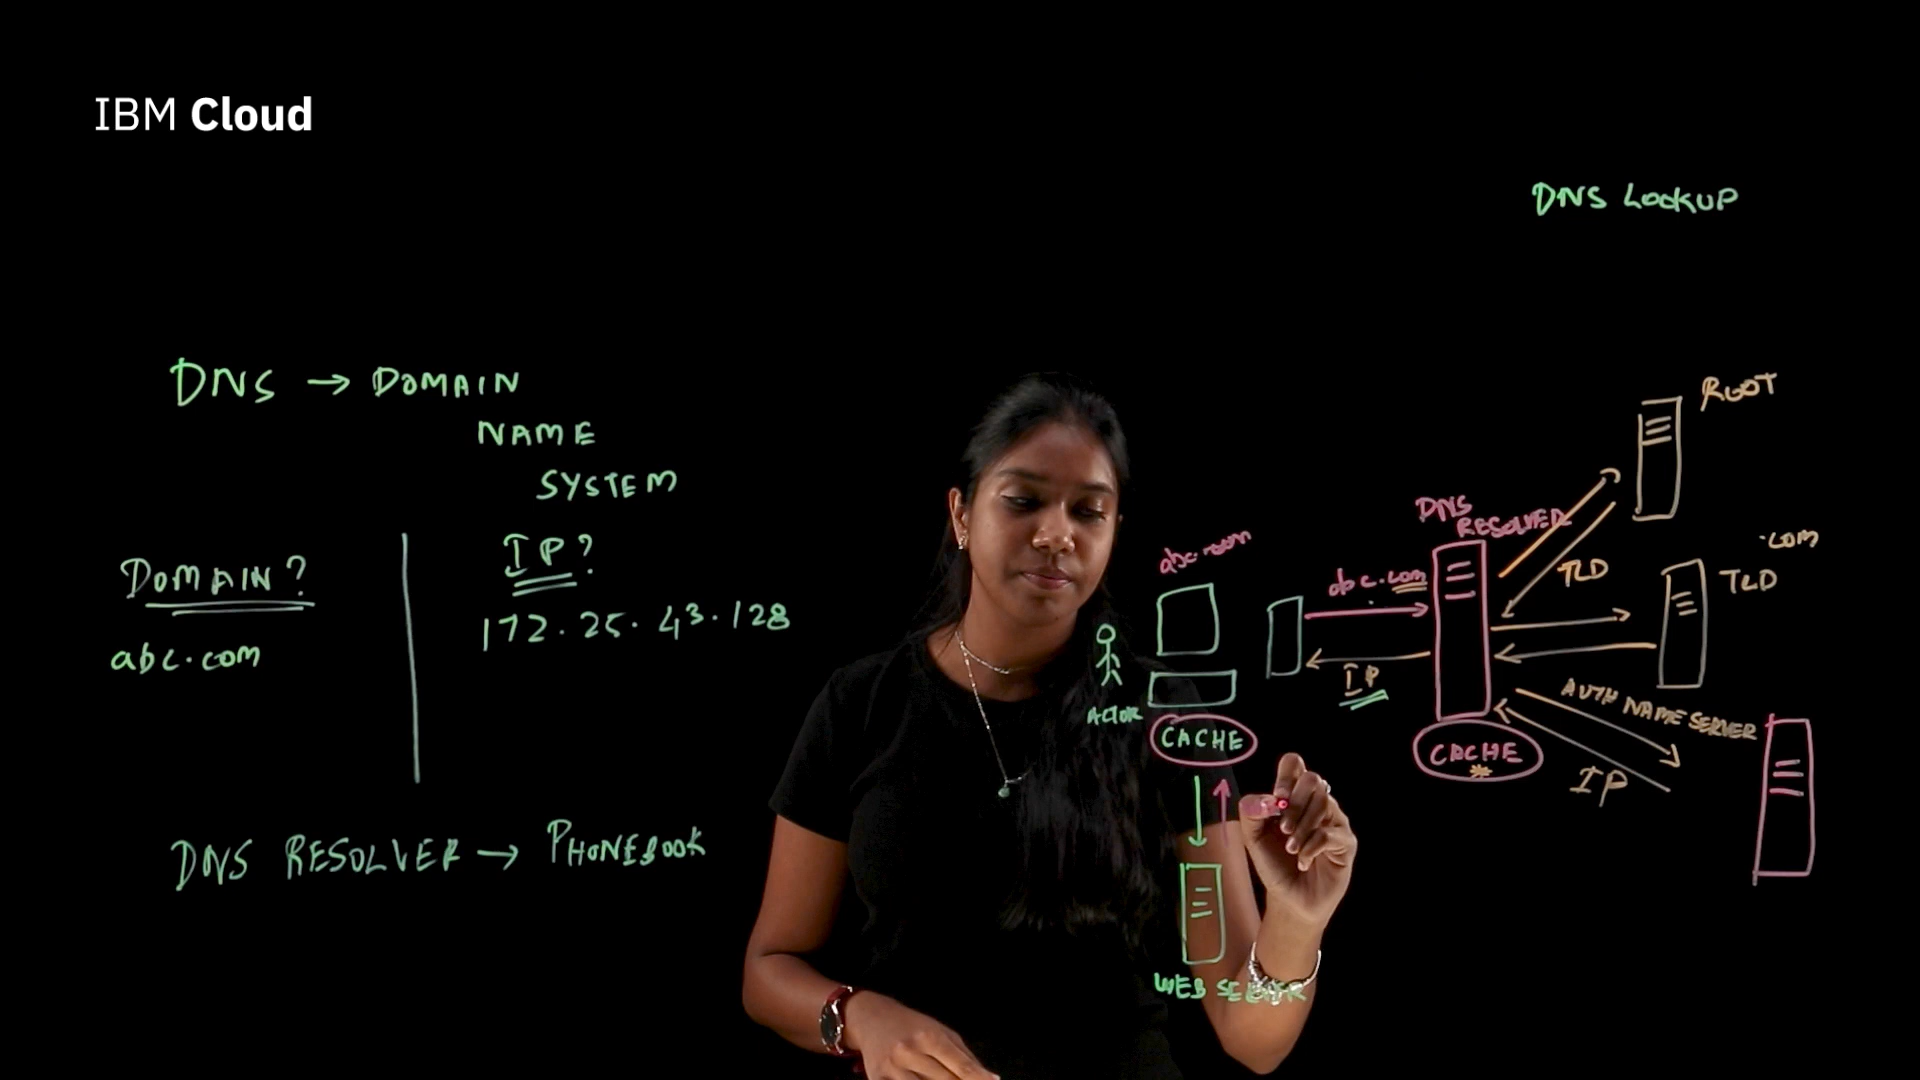 IBM Cloud
DNS LOOKUP
DNS → DOMAIN
NAME
SYSTEM
DOMAIN?
IP?
abc.com
172.25.43.128
DNS RESOLVER → PHONEBOOK
abc.com
ACTOR
CACHE
WEB SERVER
abc.com
IP
DNS
RESOLVER
CACHE
*
ROOT
TLD
.com
TLD
AUTH NAME SERVER
IP